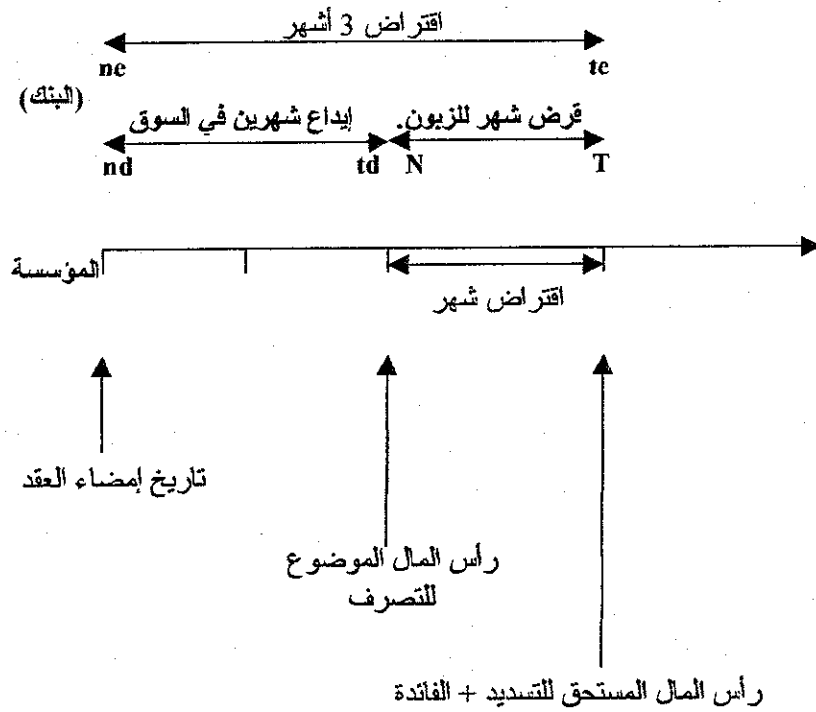 اقتراض 3 أشهر
ne te
(البنك)
إيداع شهرين في السوق قرض شهر للزبون.
nd td N T
المؤسسة
اقتراض شهر
تاريخ إمضاء العقد
رأس المال الموضوع
للتصرف
رأس المال المستحق للتسديد + الفائدة